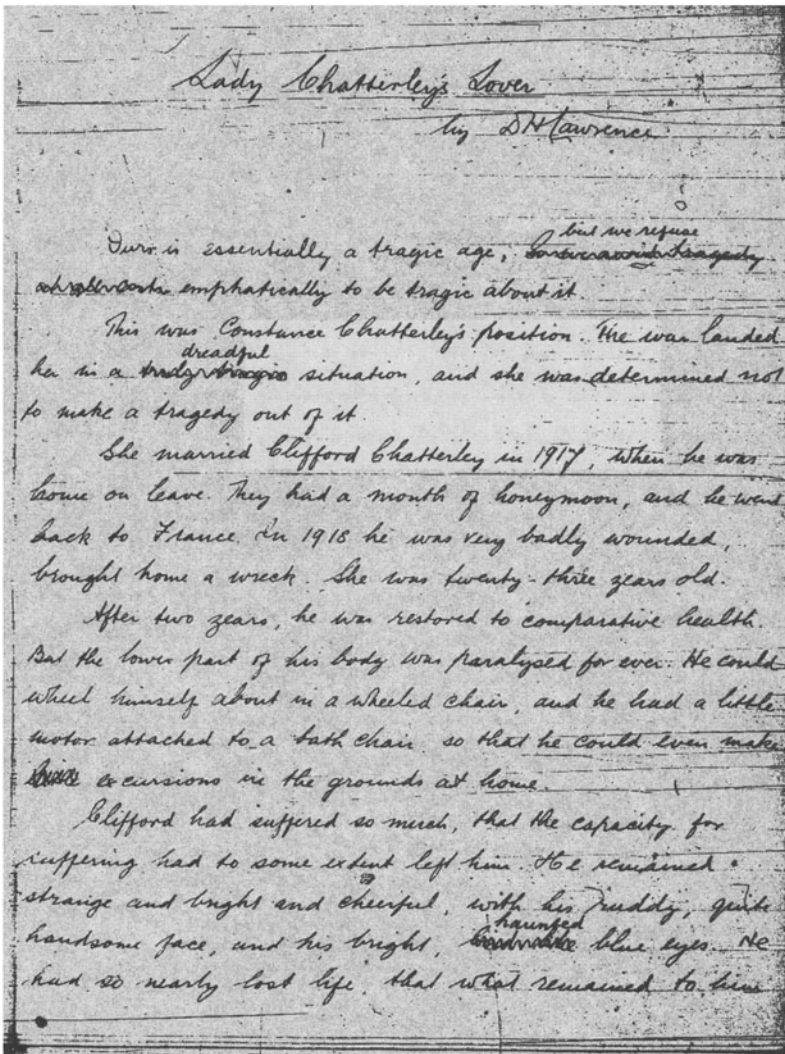 Lady Chatterley's Lover
by D H Lawrence
but we refuse
Ours is essentially a tragic age, tragedy
emphatically to be tragic about it.
This was Constance Chatterley's position. The war landed
dreadful
her in a truly tragic situation, and she was determined not
to make a tragedy out of it.
She married Clifford Chatterley in 1917, when he was
home on leave. They had a month of honeymoon, and he went
back to France. In 1918 he was very badly wounded,
brought home a wreck. She was twenty-three years old.
After two years, he was restored to comparative health.
But the lower part of his body was paralysed for ever. He could
wheel himself about in a wheeled chair, and he had a little
motor attached to a bath chair, so that he could even make
excursions in the grounds at home.
Clifford had suffered so much, that the capacity for
suffering had to some extent left him. He remained
strange and bright and cheerful, with his ruddy, quite
haunted
handsome face, and his bright, blue eyes. He
had so nearly lost life, that what remained to him